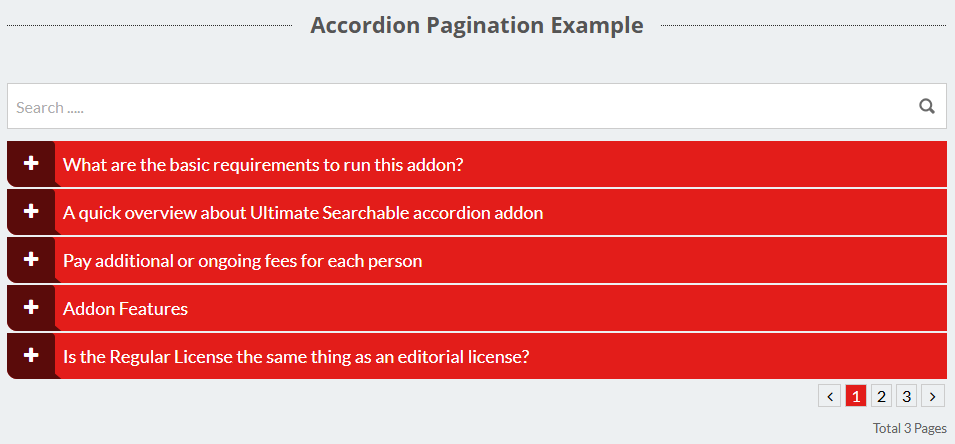 Accordion Pagination Example
Search .....
What are the basic requirements to run this addon?
A quick overview about Ultimate Searchable accordion addon
Pay additional or ongoing fees for each person
Addon Features
Is the Regular License the same thing as an editorial license?
1 2 3
Total 3 Pages